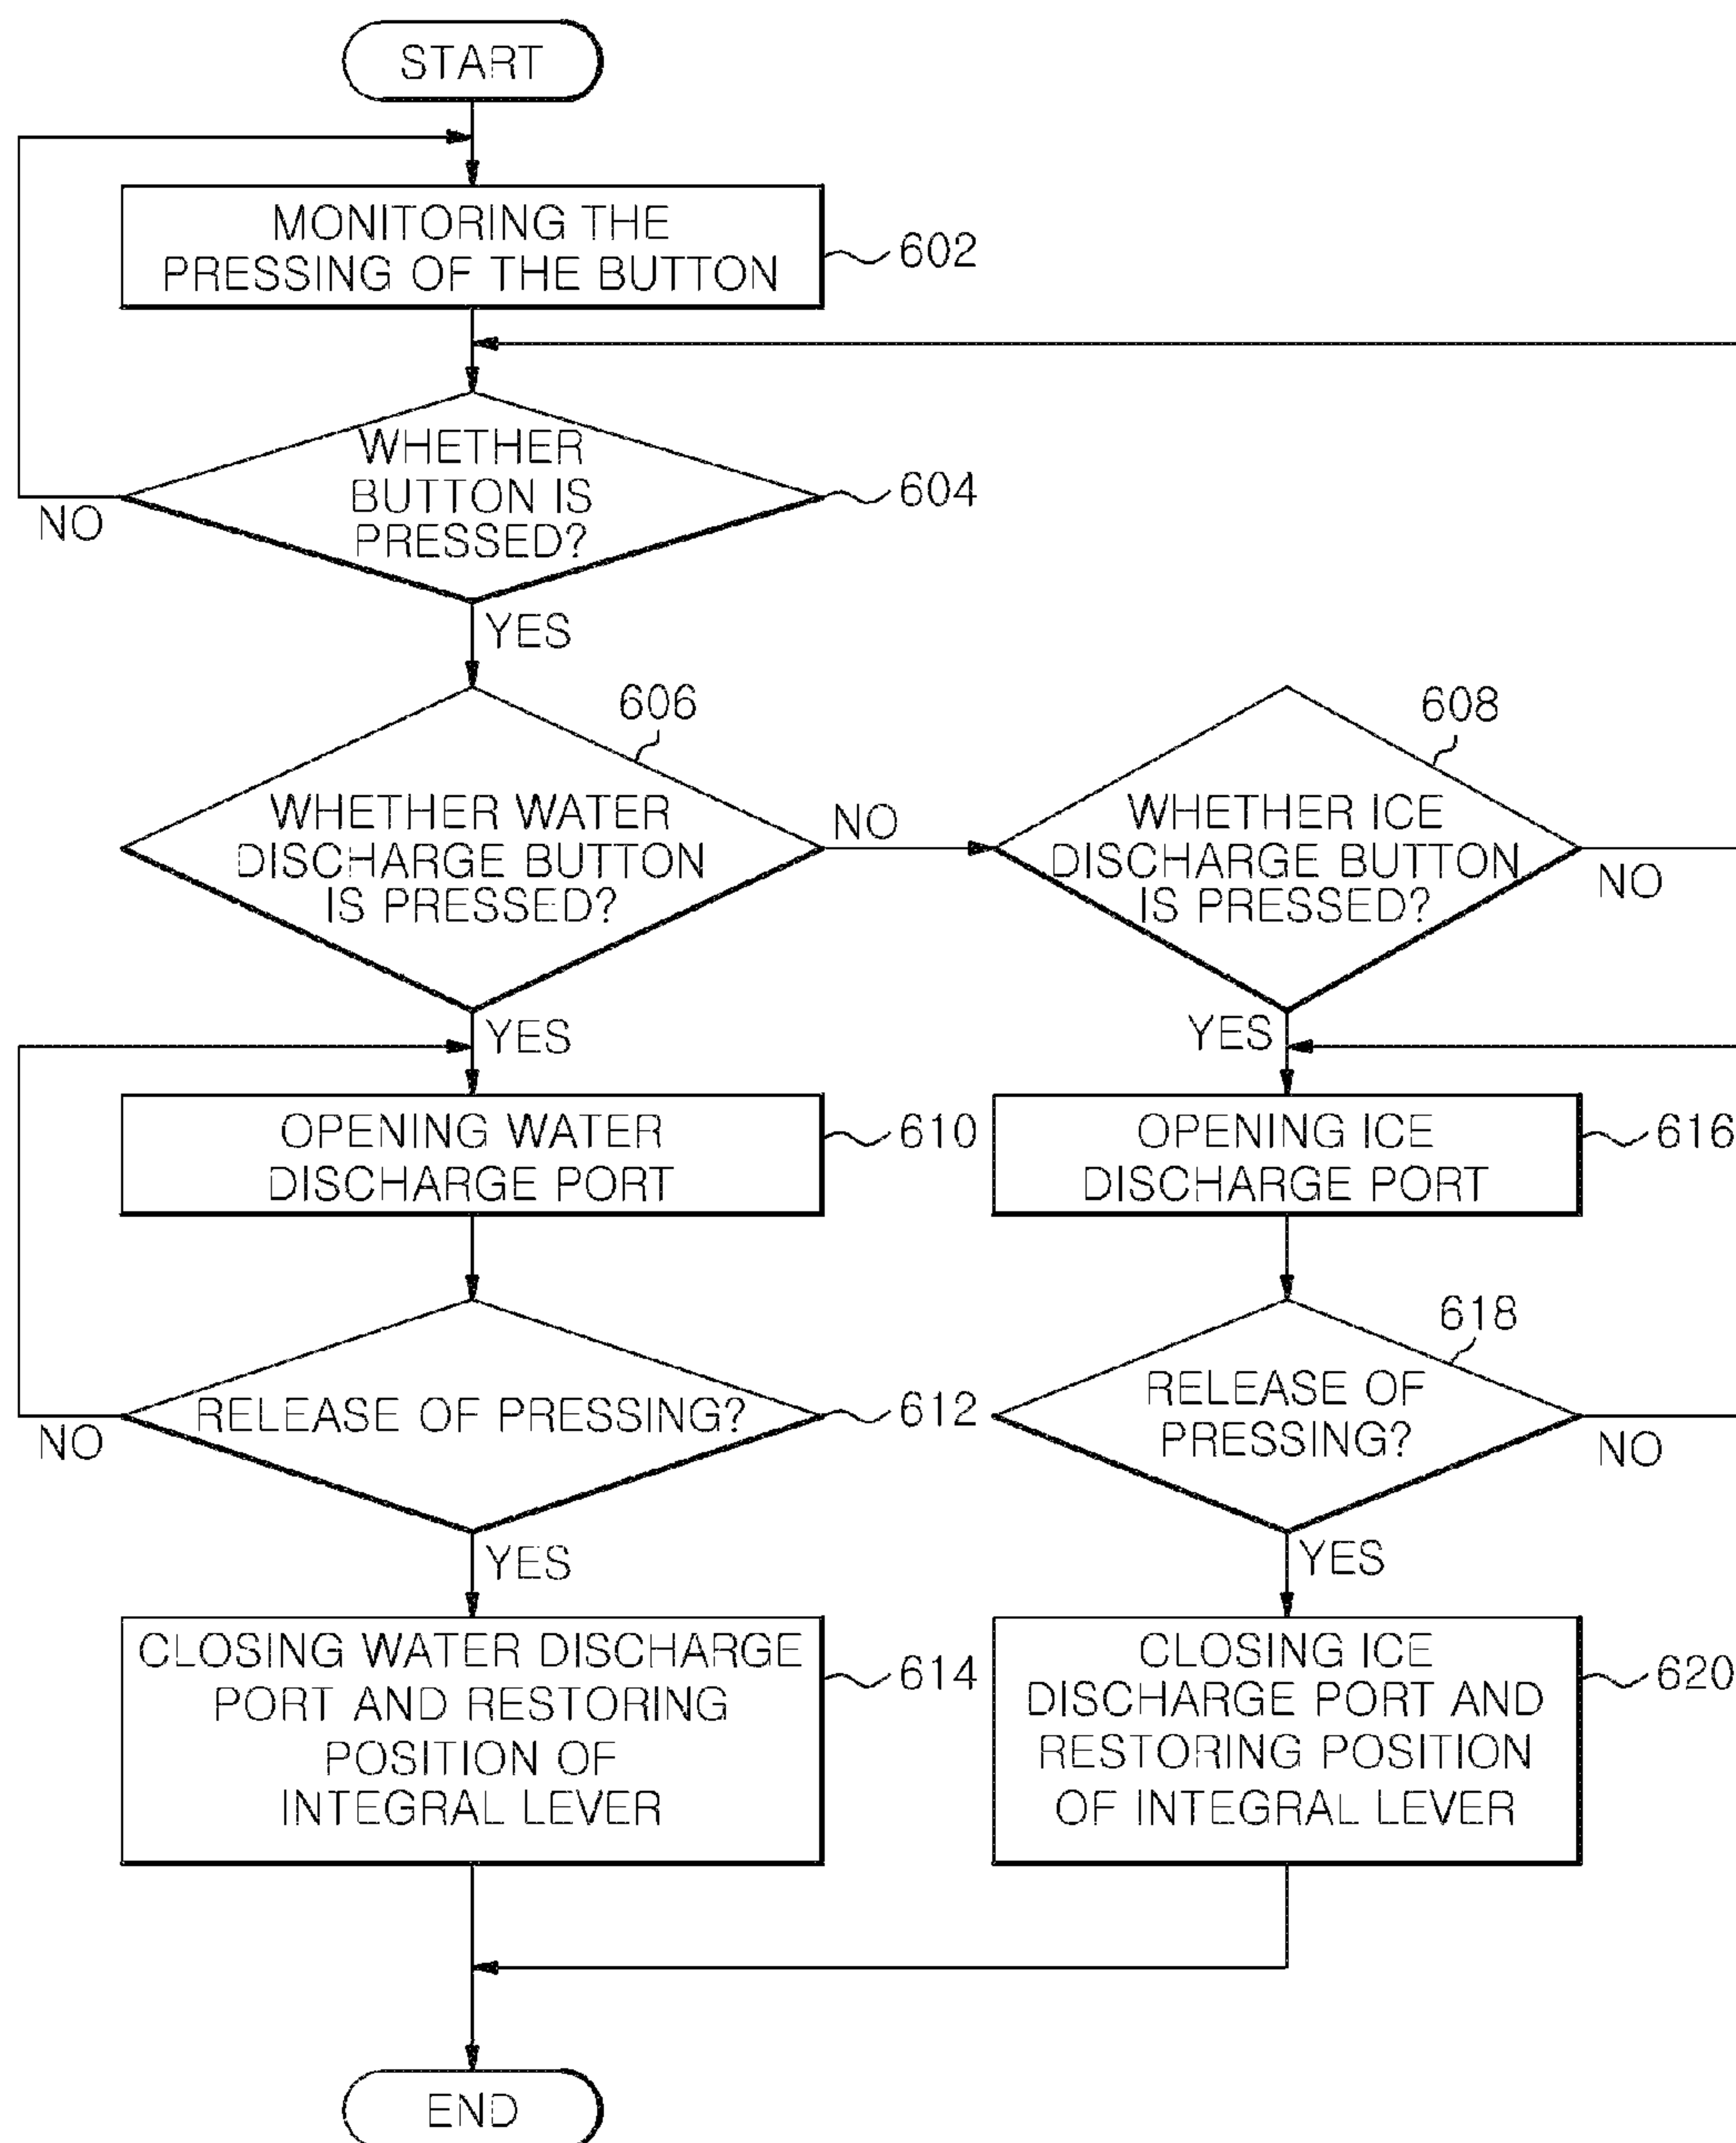 START
MONITORING THE
PRESSING OF THE BUTTON
602
WHETHER
BUTTON IS
PRESSED?
604
NO
YES
606
WHETHER WATER
DISCHARGE BUTTON
IS PRESSED?
NO
608
WHETHER ICE
DISCHARGE BUTTON
IS PRESSED?
NO
YES
YES
OPENING WATER
DISCHARGE PORT
610
OPENING ICE
DISCHARGE PORT
616
RELEASE OF PRESSING?
612
NO
618
RELEASE OF
PRESSING?
NO
YES
YES
CLOSING WATER DISCHARGE
PORT AND RESTORING
POSITION OF
INTEGRAL LEVER
614
CLOSING ICE
DISCHARGE PORT AND
RESTORING POSITION
OF INTEGRAL LEVER
620
END